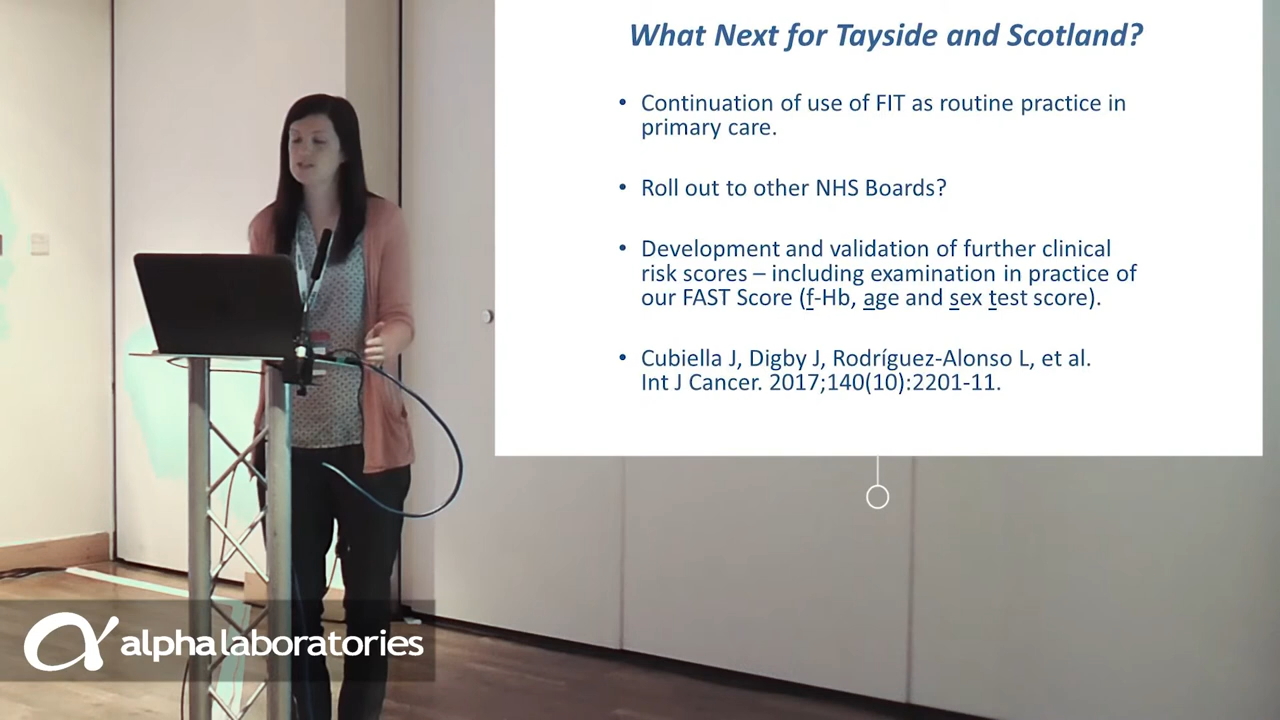 What Next for Tayside and Scotland?
• Continuation of use of FIT as routine practice in
primary care.
• Roll out to other NHS Boards?
• Development and validation of further clinical
risk scores – including examination in practice of
our FAST Score (f-Hb, age and sex test score).
• Cubiella J, Digby J, Rodríguez-Alonso L, et al.
Int J Cancer. 2017;140(10):2201-11.
alphalaboratories